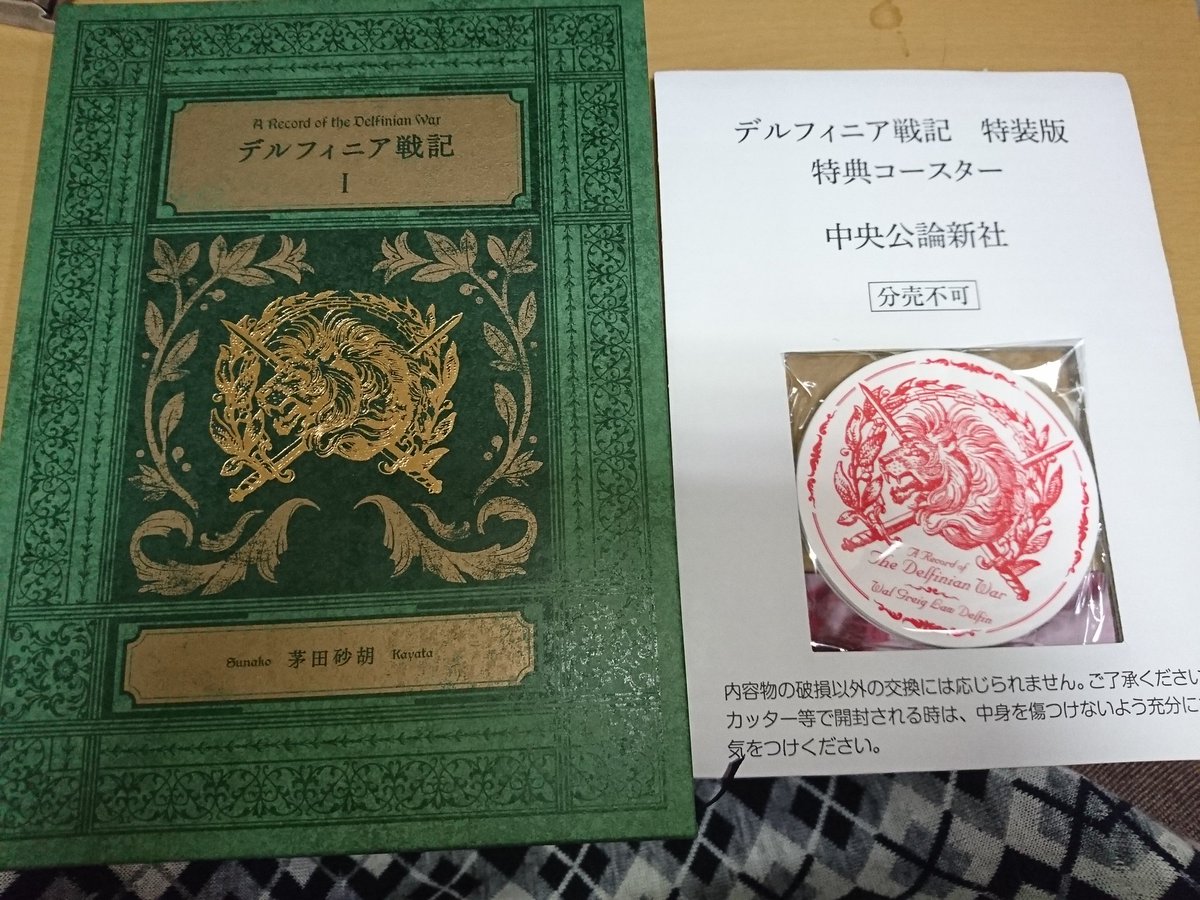 A Record of the Delfinian War
デルフィニア戦記
I
Sunako 茅田砂胡 Kayata
デルフィニア戦記 特装版
特典コースター
中央公論新社
分売不可
A Record of
The Delfinian War
Wal Greig Law Delfin
内容物の破損以外の交換には応じられません。ご了承ください
カッター等で開封される時は、中身を傷つけないよう充分に
気をつけください。